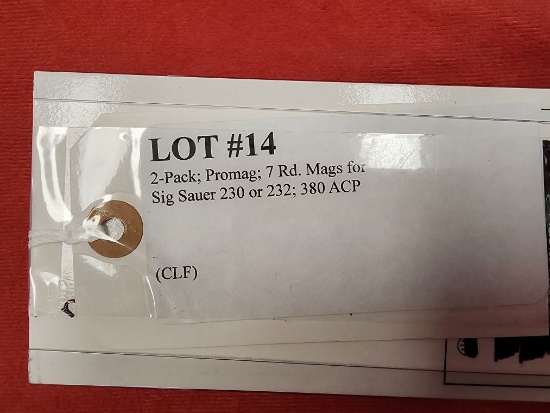 LOT #14
2-Pack; Promag; 7 Rd. Mags for
Sig Sauer 230 or 232; 380 ACP
(CLF)